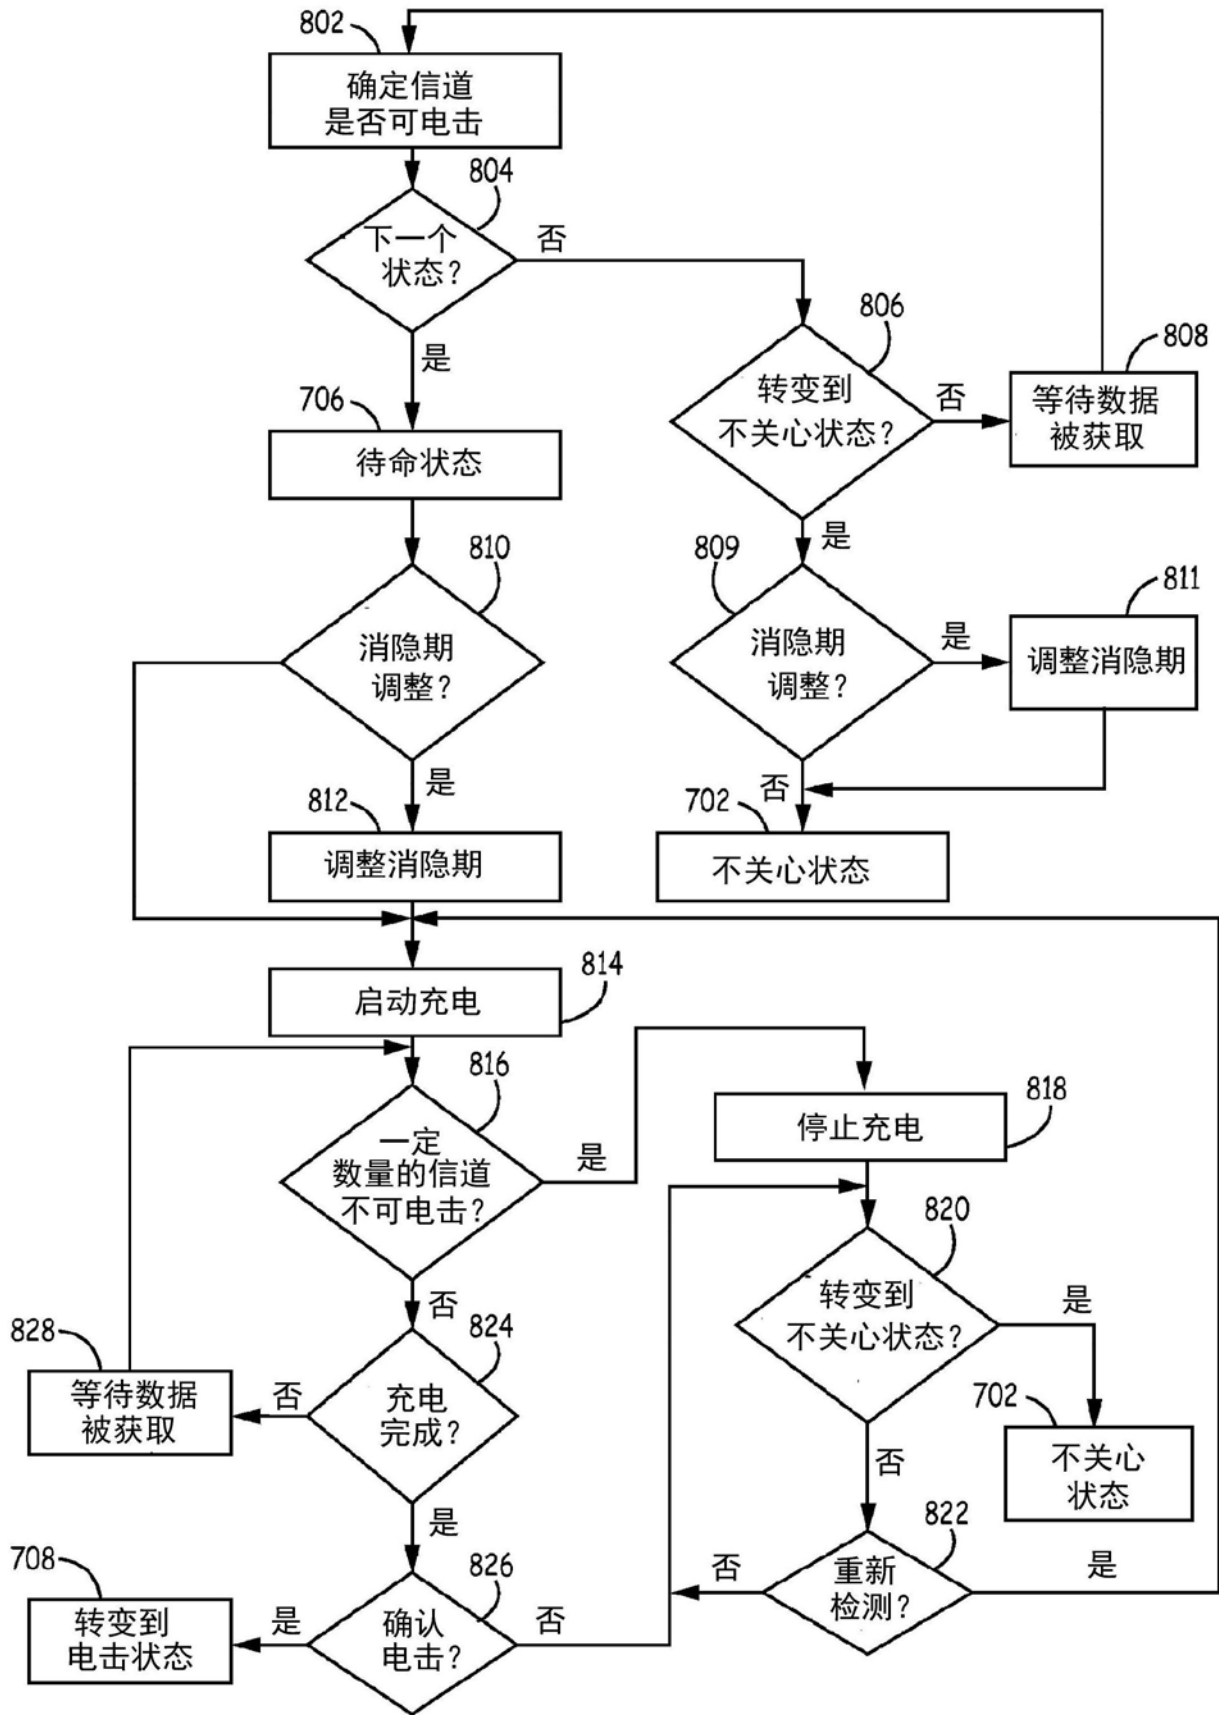 802
确定信道
是否可电击
804
下一个
状态?
否
是
806
转变到
不关心状态?
否
808
等待数据
被获取
706
待命状态
是
810
消隐期
调整?
809
消隐期
调整?
是
811
调整消隐期
是
否
812
调整消隐期
702
不关心状态
814
启动充电
816
一定
数量的信道
不可电击?
是
818
停止充电
820
转变到
不关心状态?
是
否
824
充电
完成?
828
等待数据
被获取
否
702
不关心
状态
否
是
822
重新
检测?
否
是
708
转变到
电击状态
是
826
确认
电击?
否